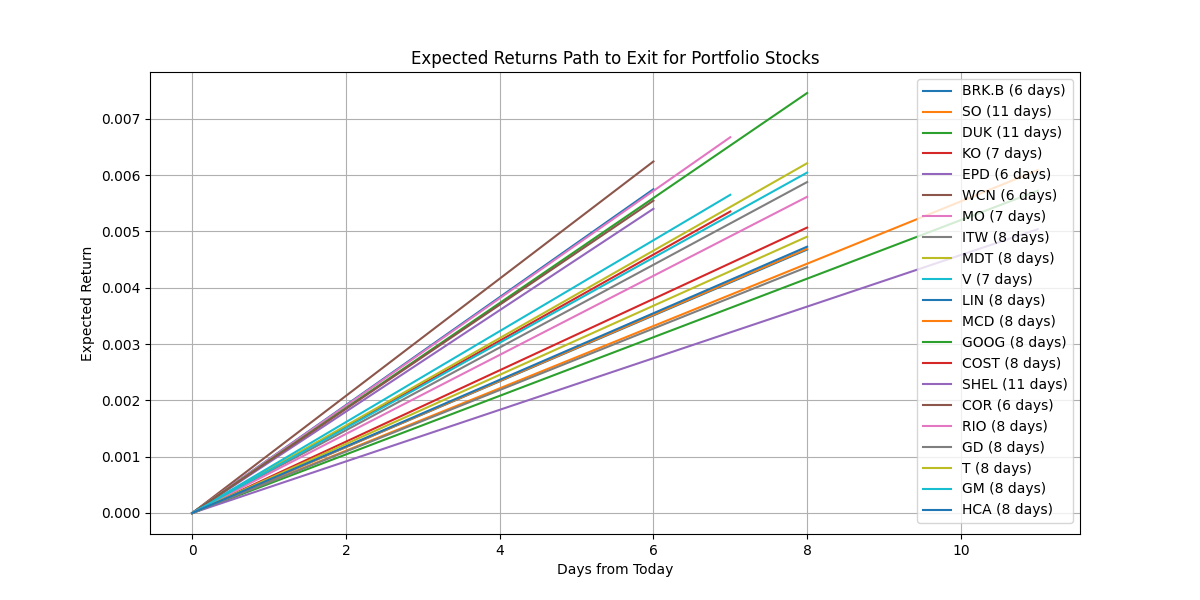 Expected Returns Path to Exit for Portfolio Stocks
Expected Return
0.007
0.006
0.005
0.004
0.003
0.002
0.001
0.000
0
2
4
6
8
10
Days from Today
BRK.B (6 days)
SO (11 days)
DUK (11 days)
KO (7 days)
EPD (6 days)
WCN (6 days)
MO (7 days)
ITW (8 days)
MDT (8 days)
V (7 days)
LIN (8 days)
MCD (8 days)
GOOG (8 days)
COST (8 days)
SHEL (11 days)
COR (6 days)
RIO (8 days)
GD (8 days)
T (8 days)
GM (8 days)
HCA (8 days)